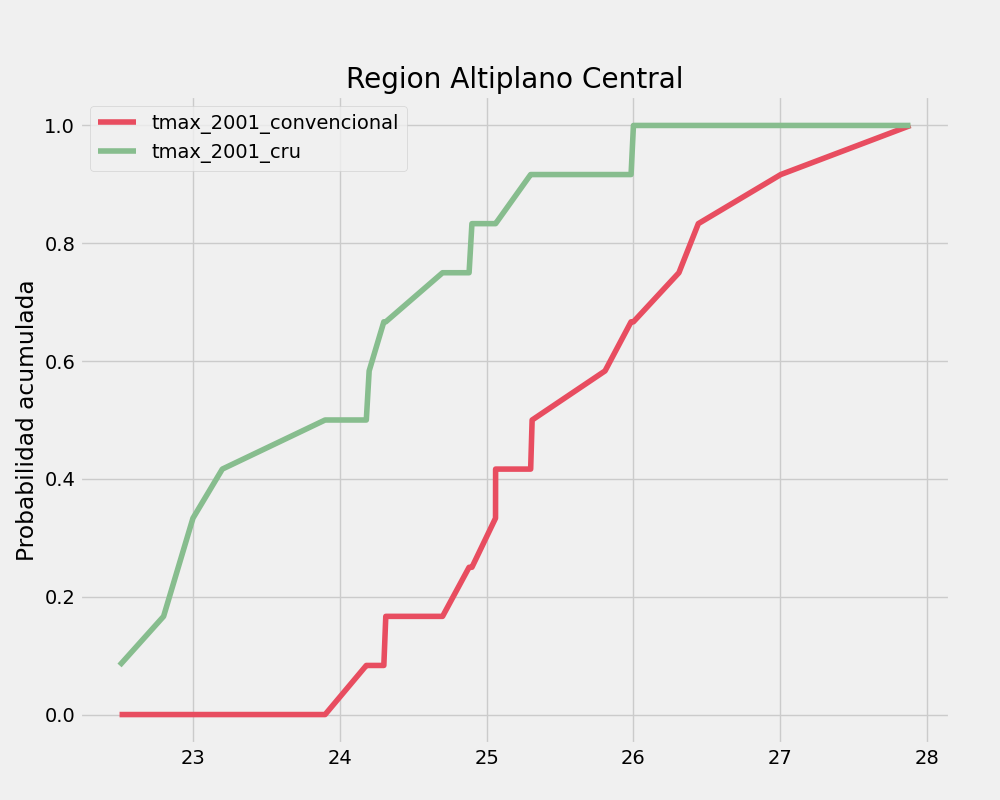 Region Altiplano Central
tmax_2001_convencional
tmax_2001_cru
Probabilidad acumulada
1.0
0.8
0.6
0.4
0.2
0.0
23 24 25 26 27 28